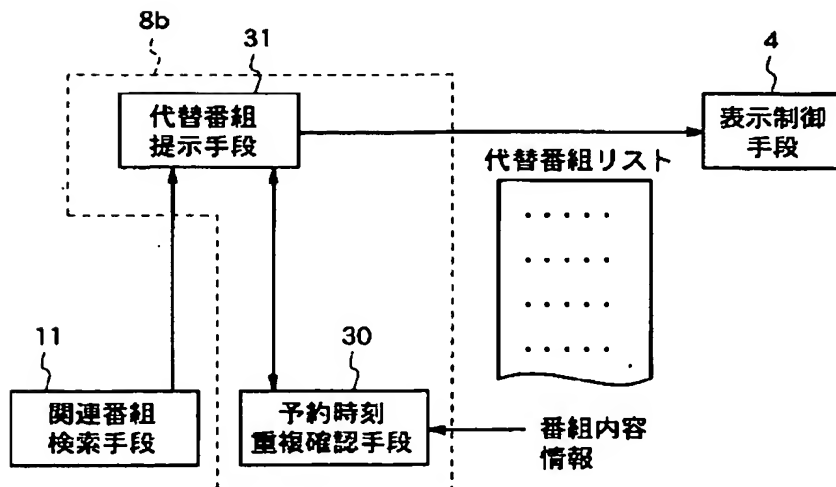 8b
31
代替番組
提示手段
4
表示制御
手段
代替番組リスト
11
関連番組
検索手段
30
予約時刻
重複確認手段
番組内容
情報